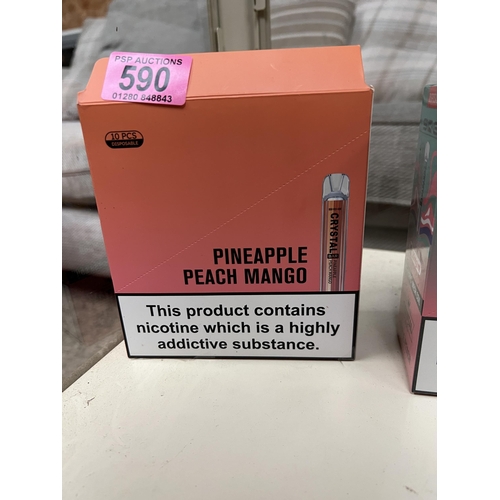 PSP AUCTIONS
590
01280 848843
10 PCS
DISPOSABLE
CRYSTAL
PINEAPPLE
PEACH MANGO
This product contains
nicotine which is a highly
addictive substance.